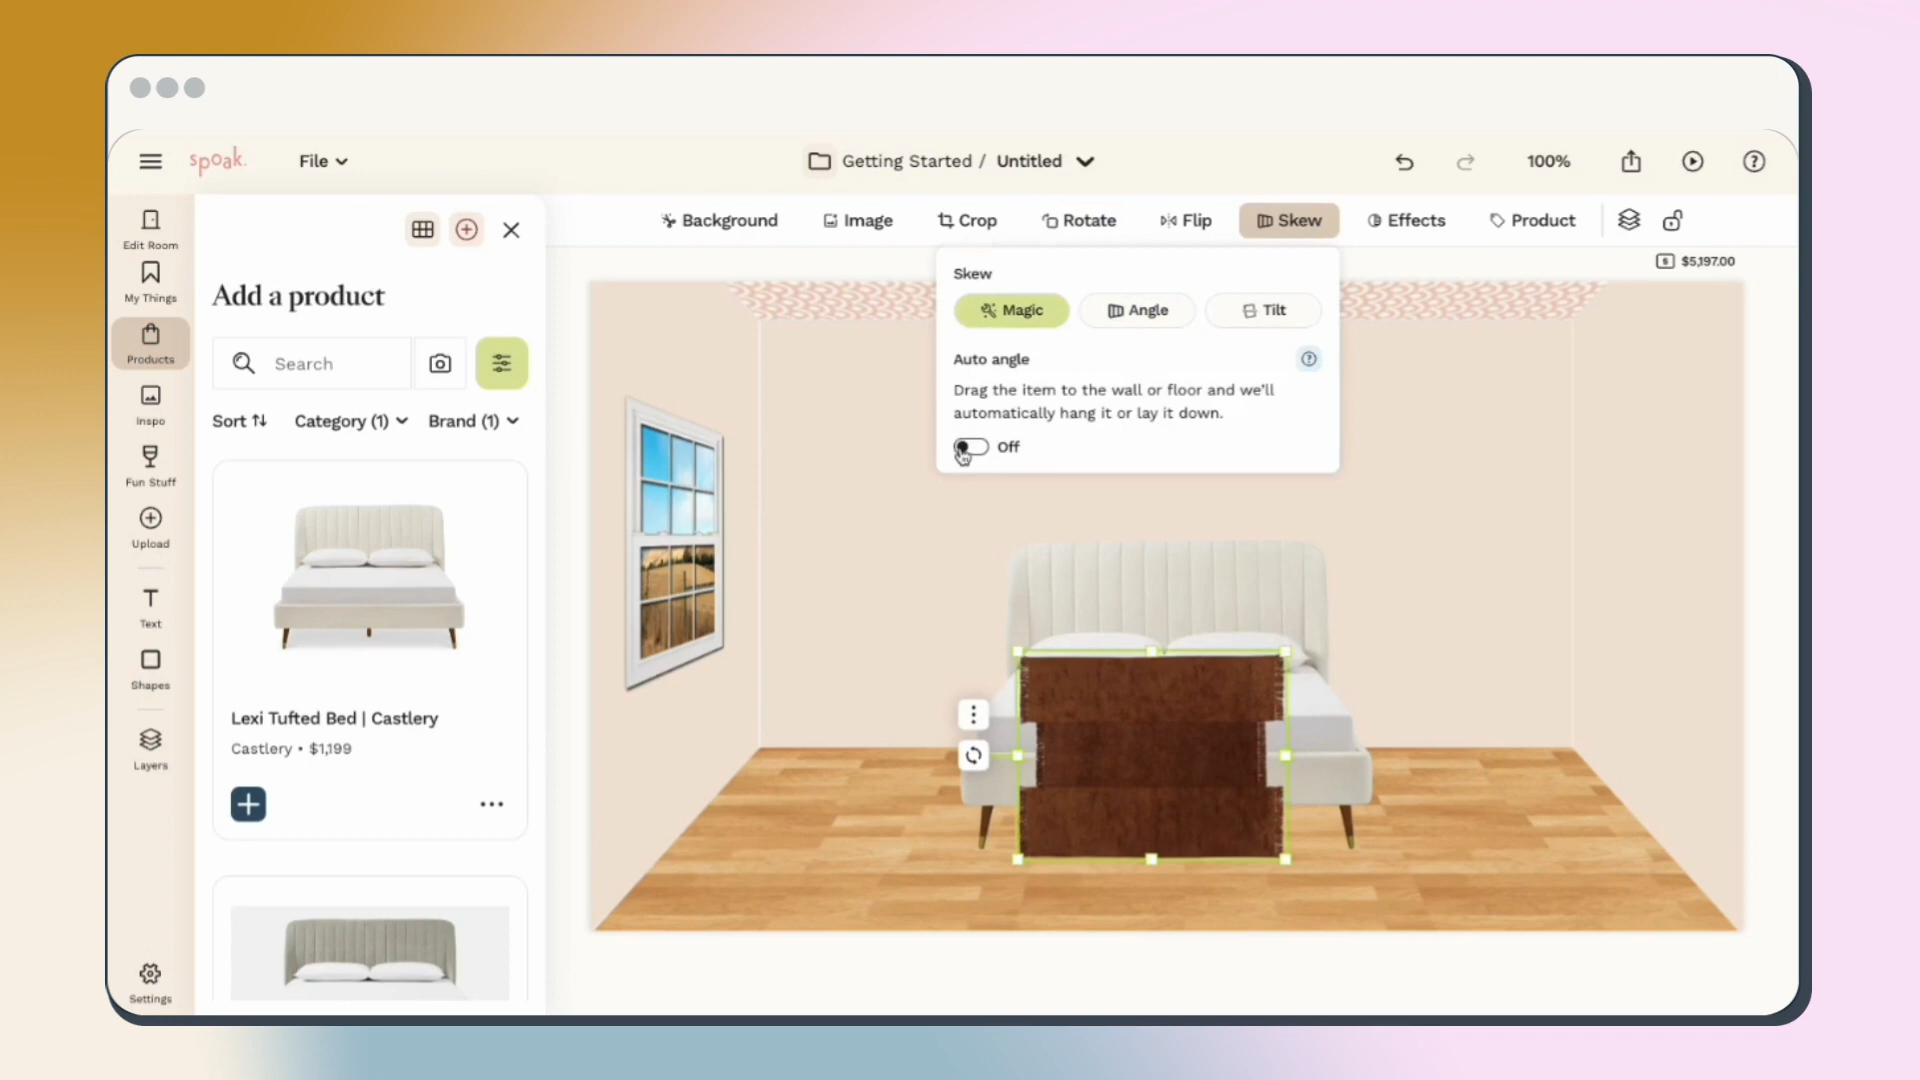 spoak.
File
Getting Started / Untitled
100%
Edit Room
My Things
Products
Inspo
Fun Stuff
Upload
Text
Shapes
Layers
Settings
Add a product
Search
Sort
Category (1)
Brand (1)
Lexi Tufted Bed | Castlery
Castlery • $1,199
Background
Image
Crop
Rotate
Flip
Skew
Effects
Product
$5,197.00
Skew
Magic
Angle
Tilt
Auto angle
Drag the item to the wall or floor and we'll
automatically hang it or lay it down.
Off